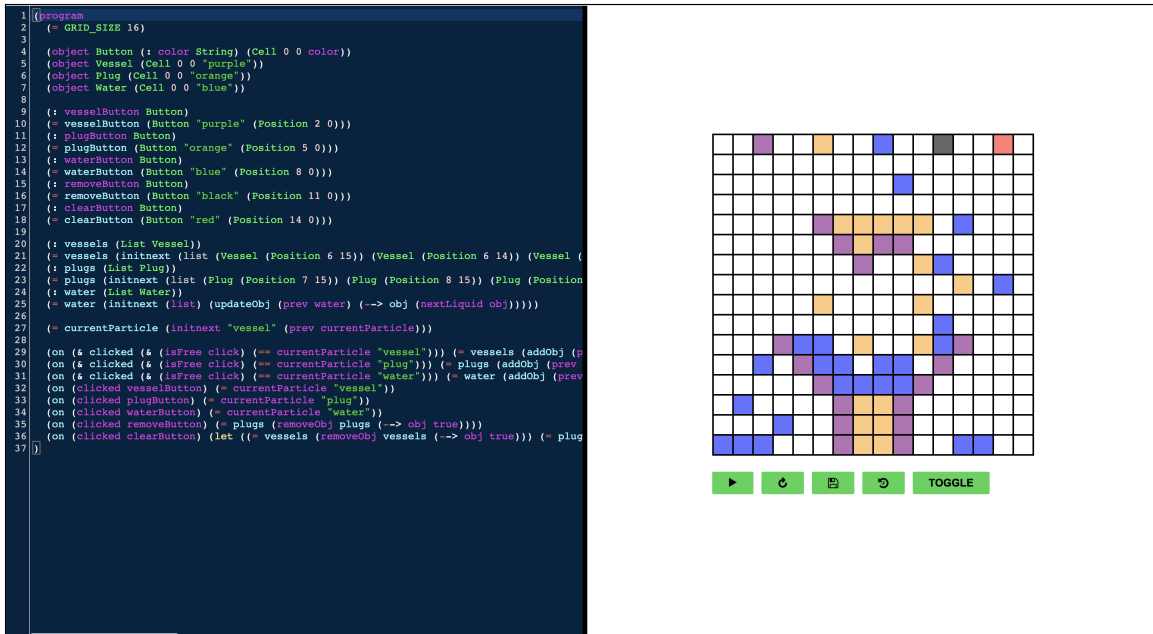 1 (program
2 (= GRID_SIZE 16)
3
4 (object Button (: color String) (Cell 0 0 color))
5 (object Vessel (Cell 0 0 "purple"))
6 (object Plug (Cell 0 0 "orange"))
7 (object Water (Cell 0 0 "blue"))
8
9 (: vesselButton Button)
10 (= vesselButton (Button "purple" (Position 2 0)))
11 (: plugButton Button)
12 (= plugButton (Button "orange" (Position 5 0)))
13 (: waterButton Button)
14 (= waterButton (Button "blue" (Position 8 0)))
15 (: removeButton Button)
16 (= removeButton (Button "black" (Position 11 0)))
17 (: clearButton Button)
18 (= clearButton (Button "red" (Position 14 0)))
19
20 (: vessels (List Vessel))
21 (= vessels (initnext (list (Vessel (Position 6 15)) (Vessel (Position 6 14)) (Vessel (
22 (: plugs (List Plug))
23 (= plugs (initnext (list (Plug (Position 7 15)) (Plug (Position 8 15)) (Plug (Position
24 (: water (List Water))
25 (= water (initnext (list) (updateObj (prev water) (--> obj (nextLiquid obj)))))
26
27 (= currentParticle (initnext "vessel" (prev currentParticle)))
28
29 (on (& clicked (& (isFree click) (== currentParticle "vessel"))) (= vessels (addObj (p
30 (on (& clicked (& (isFree click) (== currentParticle "plug"))) (= plugs (addObj (prev
31 (on (& clicked (& (isFree click) (== currentParticle "water"))) (= water (addObj (prev
32 (on (clicked vesselButton) (= currentParticle "vessel"))
33 (on (clicked plugButton) (= currentParticle "plug"))
34 (on (clicked waterButton) (= currentParticle "water"))
35 (on (clicked removeButton) (= plugs (removeObj plugs (--> obj true))))
36 (on (clicked clearButton) (let ((= vessels (removeObj vessels (--> obj true))) (= plug
37 )
TOGGLE